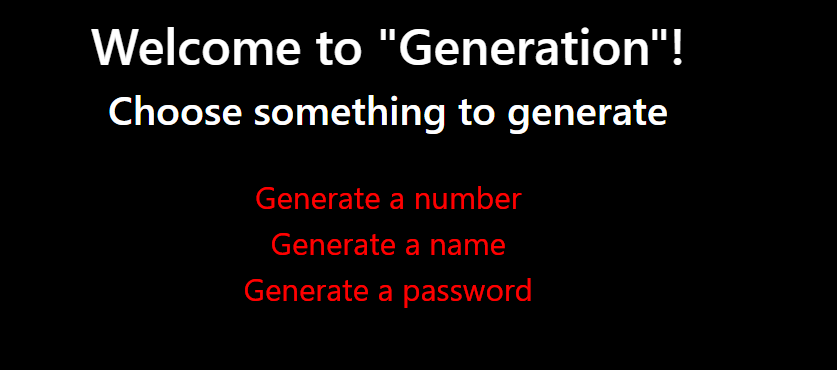 Welcome to "Generation"!
Choose something to generate
Generate a number
Generate a name
Generate a password